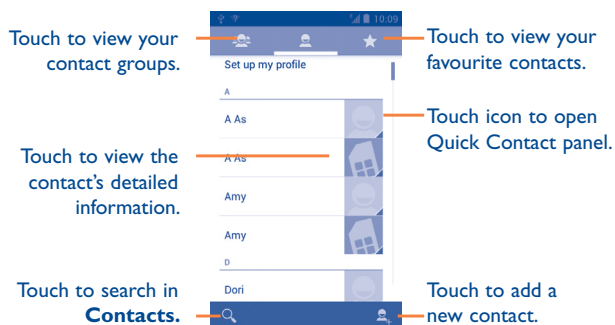 10:09
Touch to view your
contact groups.
Touch to view your
favourite contacts.
Set up my profile
A
A As
Touch icon to open
Quick Contact panel.
A As
Touch to view the
contact's detailed
information.
Amy
Amy
D
Dori
Touch to search in
Contacts.
Touch to add a
new contact.